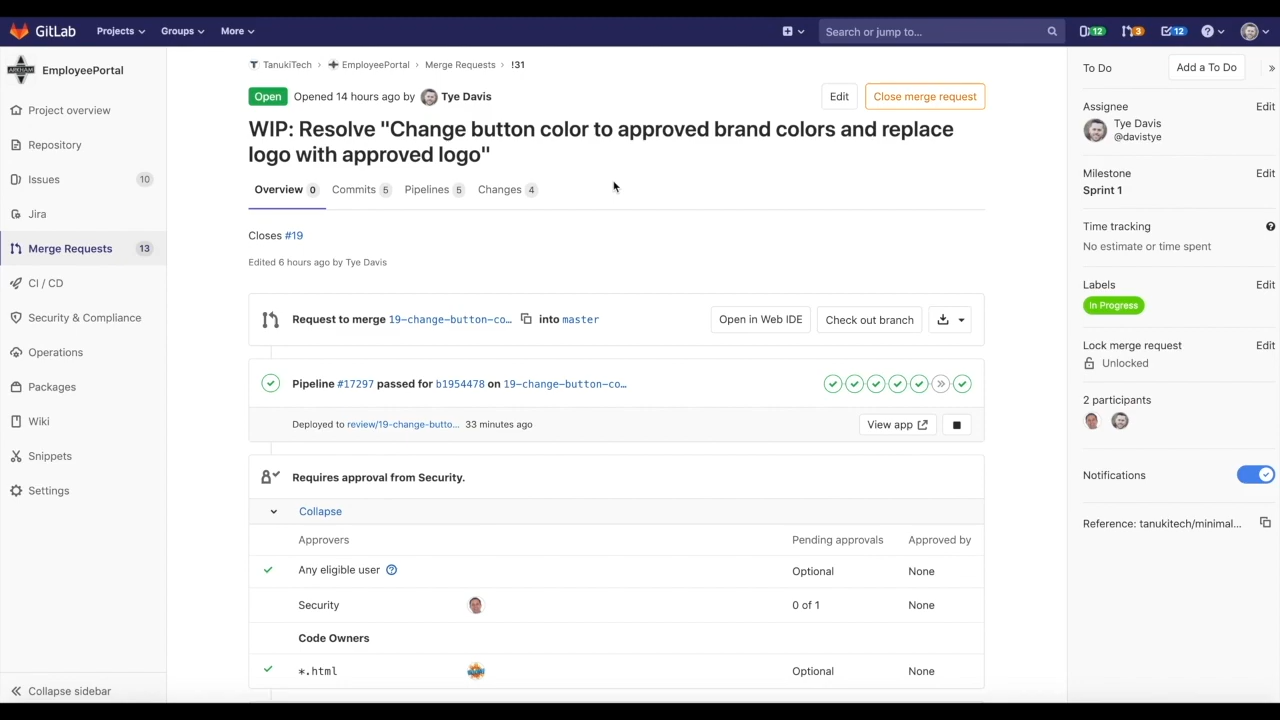 GitLab Projects Groups More Search or jump to... 12 3 12
EmployeePortal
Project overview
Repository
Issues 10
Jira
Merge Requests 13
CI / CD
Security & Compliance
Operations
Packages
Wiki
Snippets
Settings
Collapse sidebar
TanukiTech › EmployeePortal › Merge Requests › !31
Open Opened 14 hours ago by Tye Davis Edit Close merge request
WIP: Resolve "Change button color to approved brand colors and replace
logo with approved logo"
Overview 0 Commits 5 Pipelines 5 Changes 4
Closes #19
Edited 6 hours ago by Tye Davis
Request to merge 19-change-button-co... into master Open in Web IDE Check out branch
Pipeline #17297 passed for b1954478 on 19-change-button-co...
Deployed to review/19-change-butto... 33 minutes ago View app
Requires approval from Security.
Collapse
Approvers Pending approvals Approved by
Any eligible user Optional None
Security 0 of 1 None
Code Owners
*.html Optional None
To Do Add a To Do »
Assignee Edit
Tye Davis
@davistye
Milestone Edit
Sprint 1
Time tracking
No estimate or time spent
Labels Edit
In Progress
Lock merge request Edit
Unlocked
2 participants
Notifications
Reference: tanukitech/minimal...